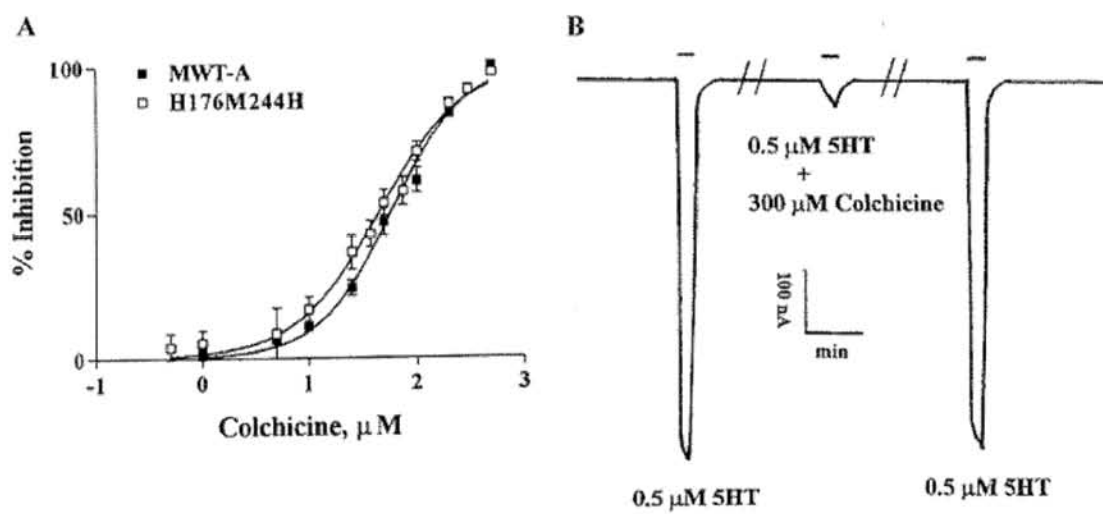 A
100
50
0
% Inhibition
MWT-A
H176M244H
-1
0
1
2
3
Colchicine, μM
B
0.5 μM 5HT
+
300 μM Colchicine
100 nA
min
0.5 μM 5HT
0.5 μM 5HT